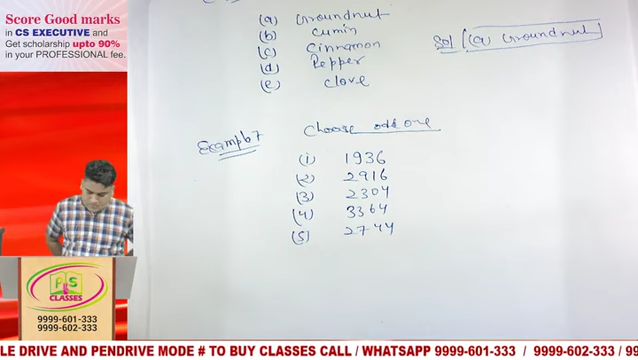 Score Good marks
in CS EXECUTIVE and
Get scholarship upto 90%
in your PROFESSIONAL fee.
(a) Groundnut
(b) Cumin
(c) Cinnamon
(d) Pepper
(e) Clove
Sol (a) Groundnut
Example 7 Choose odd one
(1) 1936
(2) 2916
(3) 2304
(4) 3364
(5) 2744
CLASSES
9999-601-333
9999-602-333
LE DRIVE AND PENDRIVE MODE # TO BUY CLASSES CALL / WHATSAPP 9999-601-333 / 9999-602-333 / 99